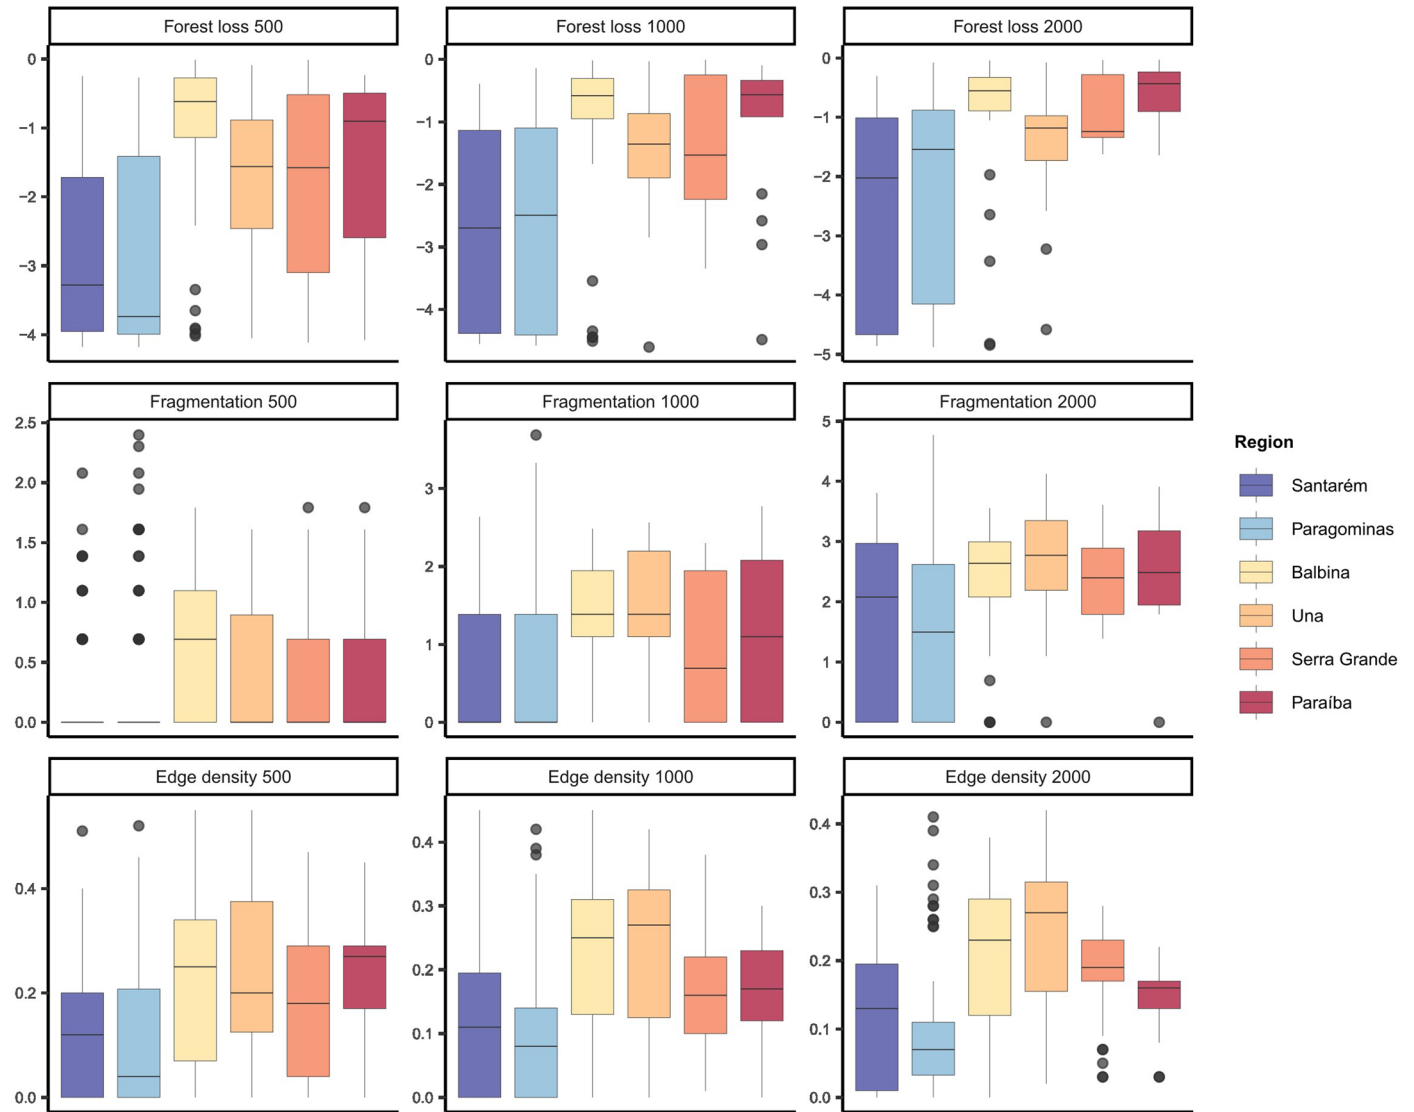 Forest loss 500
0
−1
−2
−3
−4
Forest loss 1000
0
−1
−2
−3
−4
Forest loss 2000
0
−1
−2
−3
−4
−5
Fragmentation 500
2.5
2.0
1.5
1.0
0.5
0.0
Fragmentation 1000
3
2
1
0
Fragmentation 2000
5
4
3
2
1
0
Region
Santarém
Paragominas
Balbina
Una
Serra Grande
Paraíba
Edge density 500
0.4
0.2
0.0
Edge density 1000
0.4
0.3
0.2
0.1
0.0
Edge density 2000
0.4
0.3
0.2
0.1
0.0